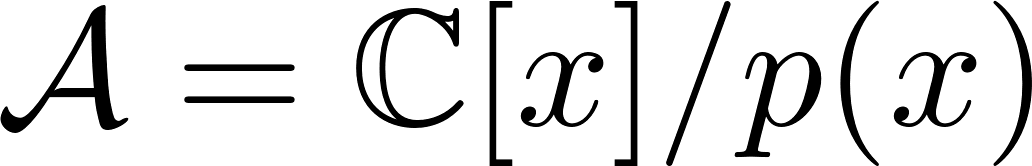 𝒜 = ℂ[x]/p(x)